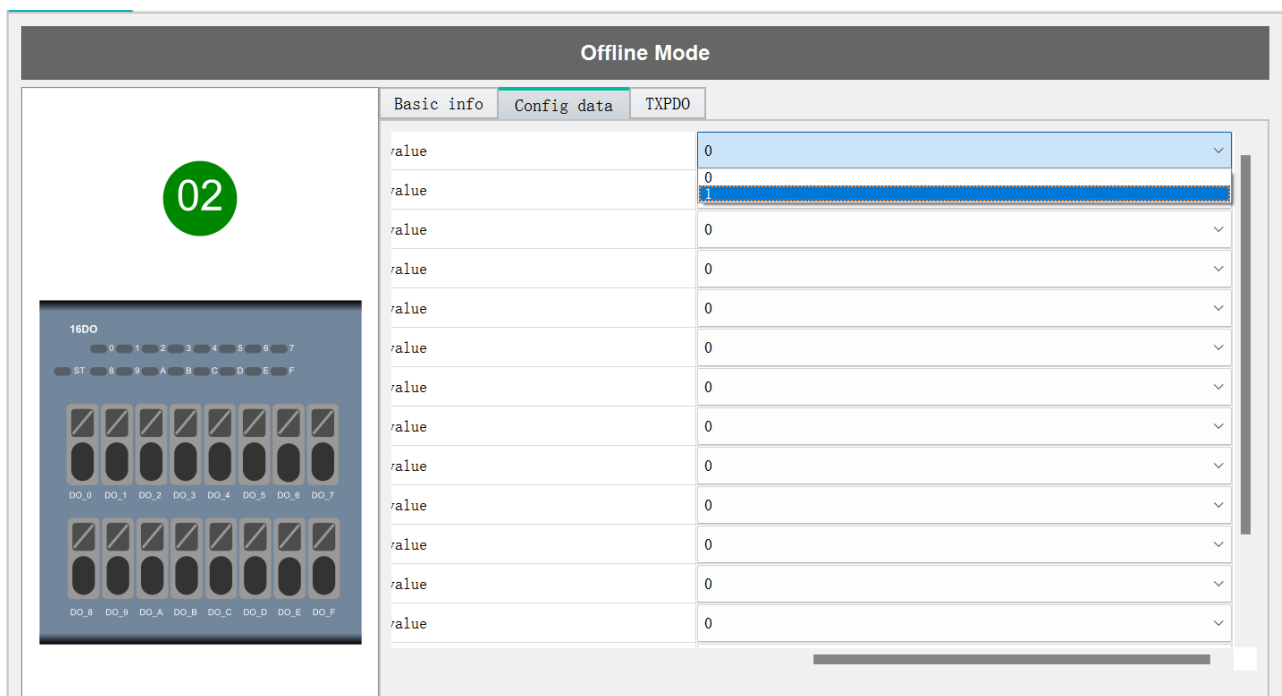 Offline Mode
Basic info Config data TXPDO
value 0
0
value 1
value 0
value 0
value 0
value 0
value 0
value 0
value 0
value 0
value 0
value 0
value 0
02
16DO
0 1 2 3 4 5 6 7
ST 8 9 A B C D E F
DO_0 DO_1 DO_2 DO_3 DO_4 DO_5 DO_6 DO_7
DO_8 DO_9 DO_A DO_B DO_C DO_D DO_E DO_F